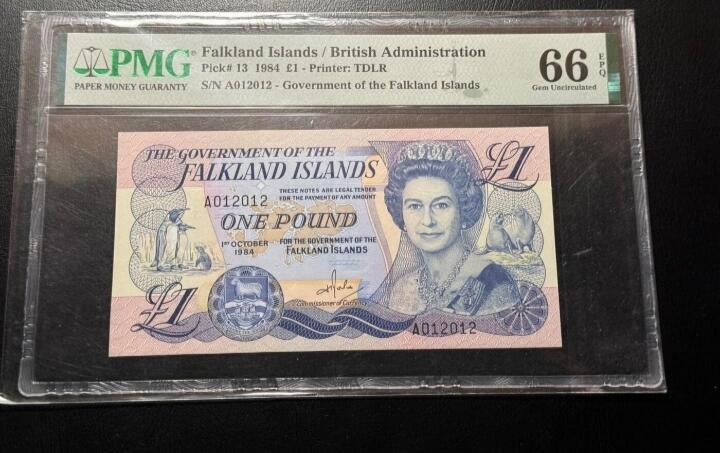 PMG
PAPER MONEY GUARANTY
Falkland Islands / British Administration
Pick# 13 1984 £1 - Printer: TDLR
S/N A012012 - Government of the Falkland Islands
66 EPQ
Gem Uncirculated
THE GOVERNMENT OF THE
FALKLAND ISLANDS
£1
THESE NOTES ARE LEGAL TENDER
FOR THE PAYMENT OF ANY AMOUNT
A012012
ONE POUND
1ST OCTOBER
1984
FOR THE GOVERNMENT OF THE
FALKLAND ISLANDS
£1
Commissioner of Currency
A012012